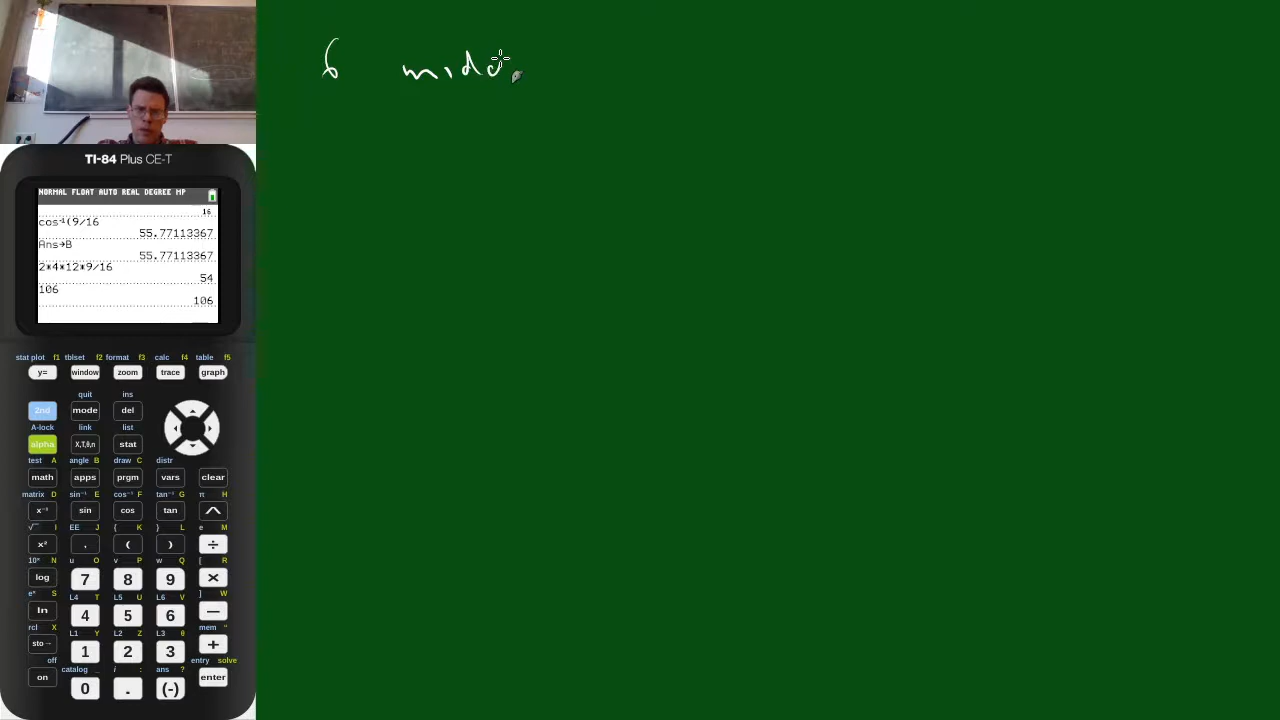 6 midd
TI-84 Plus CE-T
NORMAL FLOAT AUTO REAL DEGREE MP
16
cos⁻¹(9/16
55.77113367
Ans→B
55.77113367
2*4*12*9/16
54
106
106
stat plot f1 tblset f2 format f3 calc f4 table f5
y= window zoom trace graph
quit ins
2nd mode del
A-lock link list
alpha X,T,θ,n stat
test A angle B draw C distr
math apps prgm vars clear
matrix D sin⁻¹ E cos⁻¹ F tan⁻¹ G π H
x⁻¹ sin cos tan ^
√ I EE J { K } L e M
x² , ( ) ÷
10ˣ N u O v P w Q [ R
log 7 8 9 ×
eˣ S L4 T L5 U L6 V ] W
ln 4 5 6 −
rcl X L1 Y L2 Z L3 θ mem "
sto→ 1 2 3 +
off catalog _ i : ans ? entry solve
on 0 . (-) enter